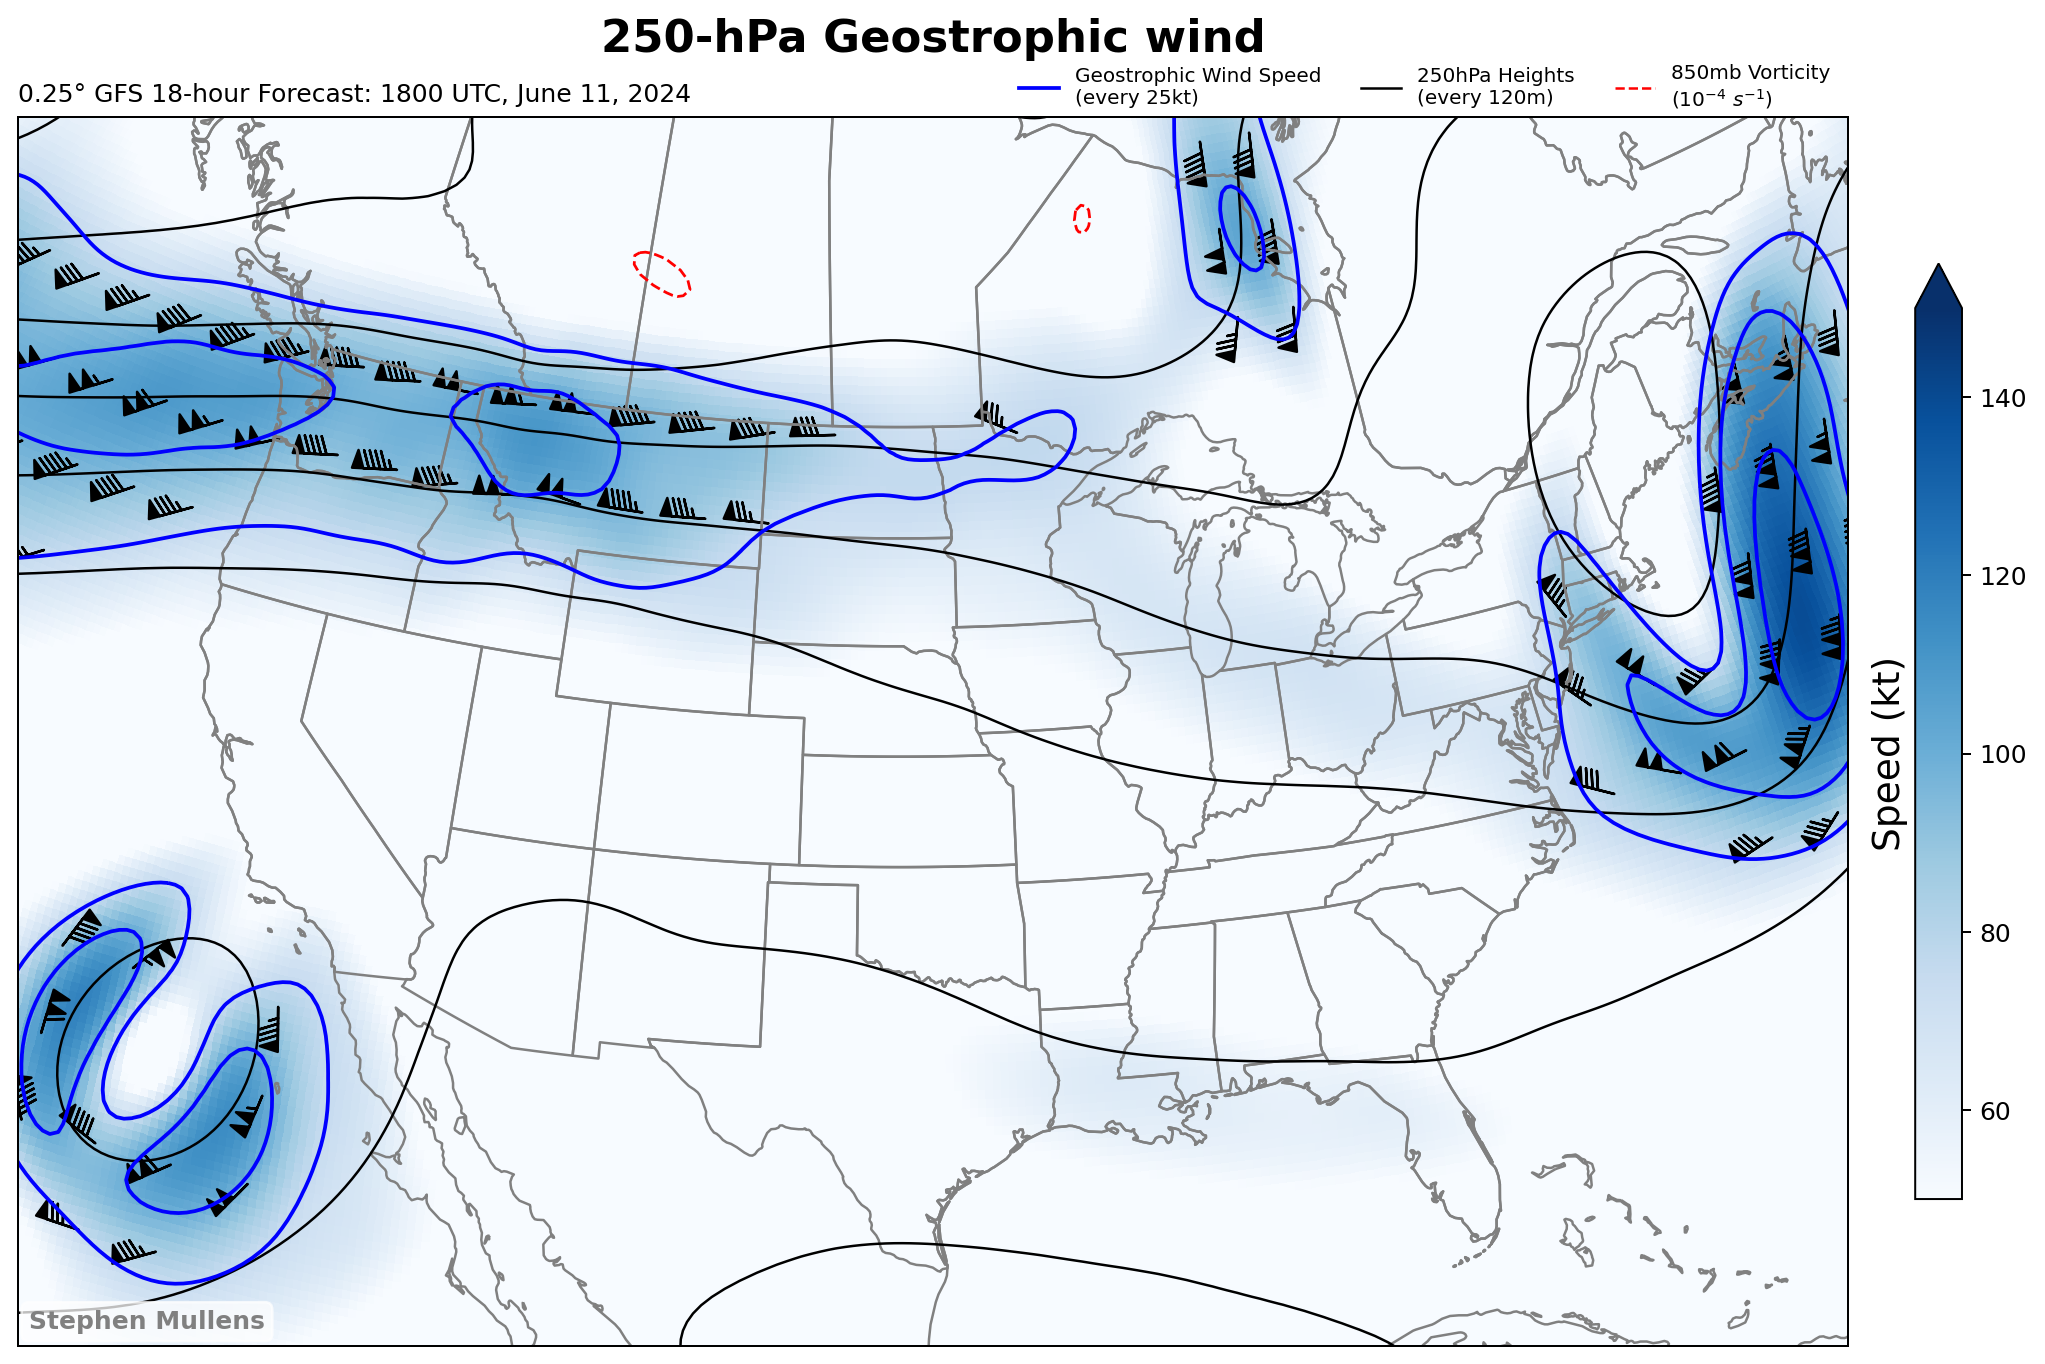 250-hPa Geostrophic wind
0.25° GFS 18-hour Forecast: 1800 UTC, June 11, 2024
Geostrophic Wind Speed
(every 25kt)
250hPa Heights
(every 120m)
850mb Vorticity
(10⁻⁴ s⁻¹)
140
120
100
80
60
Speed (kt)
Stephen Mullens